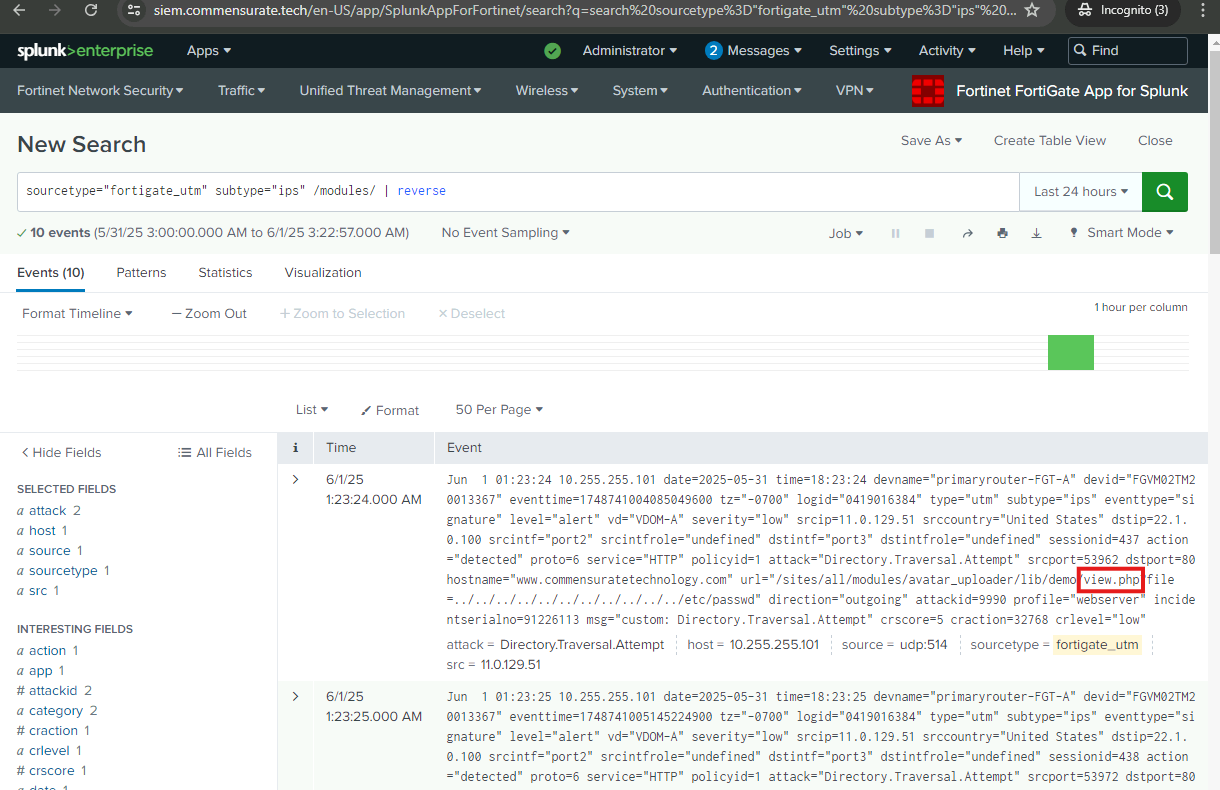 siem.commensurate.tech/en-US/app/SplunkAppForFortinet/search?q=search%20sourcetype%3D"fortigate_utm"%20subtype%3D"ips"%20...
Incognito (3)
splunk>enterprise
Apps
Administrator
2 Messages
Settings
Activity
Help
Find
Fortinet Network Security
Traffic
Unified Threat Management
Wireless
System
Authentication
VPN
Fortinet FortiGate App for Splunk
New Search
Save As
Create Table View
Close
sourcetype="fortigate_utm" subtype="ips" /modules/ | reverse
Last 24 hours
10 events (5/31/25 3:00:00.000 AM to 6/1/25 3:22:57.000 AM)
No Event Sampling
Job
Smart Mode
Events (10)
Patterns
Statistics
Visualization
Format Timeline
— Zoom Out
+ Zoom to Selection
× Deselect
1 hour per column
List
Format
50 Per Page
< Hide Fields
All Fields
SELECTED FIELDS
a attack 2
a host 1
a source 1
a sourcetype 1
a src 1
INTERESTING FIELDS
a action 1
a app 1
# attackid 2
a category 2
# craction 1
a crlevel 1
# crscore 1
a date 1
i
Time
Event
6/1/25
1:23:24.000 AM
Jun  1 01:23:24 10.255.255.101 date=2025-05-31 time=18:23:24 devname="primaryrouter-FGT-A" devid="FGVM02TM2
0013367" eventtime=1748741004085049600 tz="-0700" logid="0419016384" type="utm" subtype="ips" eventtype="si
gnature" level="alert" vd="VDOM-A" severity="low" srcip=11.0.129.51 srccountry="United States" dstip=22.1.
0.100 srcintf="port2" srcintfrole="undefined" dstintf="port3" dstintfrole="undefined" sessionid=437 action
="detected" proto=6 service="HTTP" policyid=1 attack="Directory.Traversal.Attempt" srcport=53962 dstport=80
hostname="www.commensuratetechnology.com" url="/sites/all/modules/avatar_uploader/lib/demo/view.php?file
=../../../../../../../../../../../etc/passwd" direction="outgoing" attackid=9990 profile="webserver" incide
ntserialno=91226113 msg="custom: Directory.Traversal.Attempt" crscore=5 craction=32768 crlevel="low"
attack = Directory.Traversal.Attempt
host = 10.255.255.101
source = udp:514
sourcetype = fortigate_utm
src = 11.0.129.51
6/1/25
1:23:25.000 AM
Jun  1 01:23:25 10.255.255.101 date=2025-05-31 time=18:23:25 devname="primaryrouter-FGT-A" devid="FGVM02TM2
0013367" eventtime=1748741005145224900 tz="-0700" logid="0419016384" type="utm" subtype="ips" eventtype="si
gnature" level="alert" vd="VDOM-A" severity="low" srcip=11.0.129.51 srccountry="United States" dstip=22.1.
0.100 srcintf="port2" srcintfrole="undefined" dstintf="port3" dstintfrole="undefined" sessionid=438 action
="detected" proto=6 service="HTTP" policyid=1 attack="Directory.Traversal.Attempt" srcport=53972 dstport=80